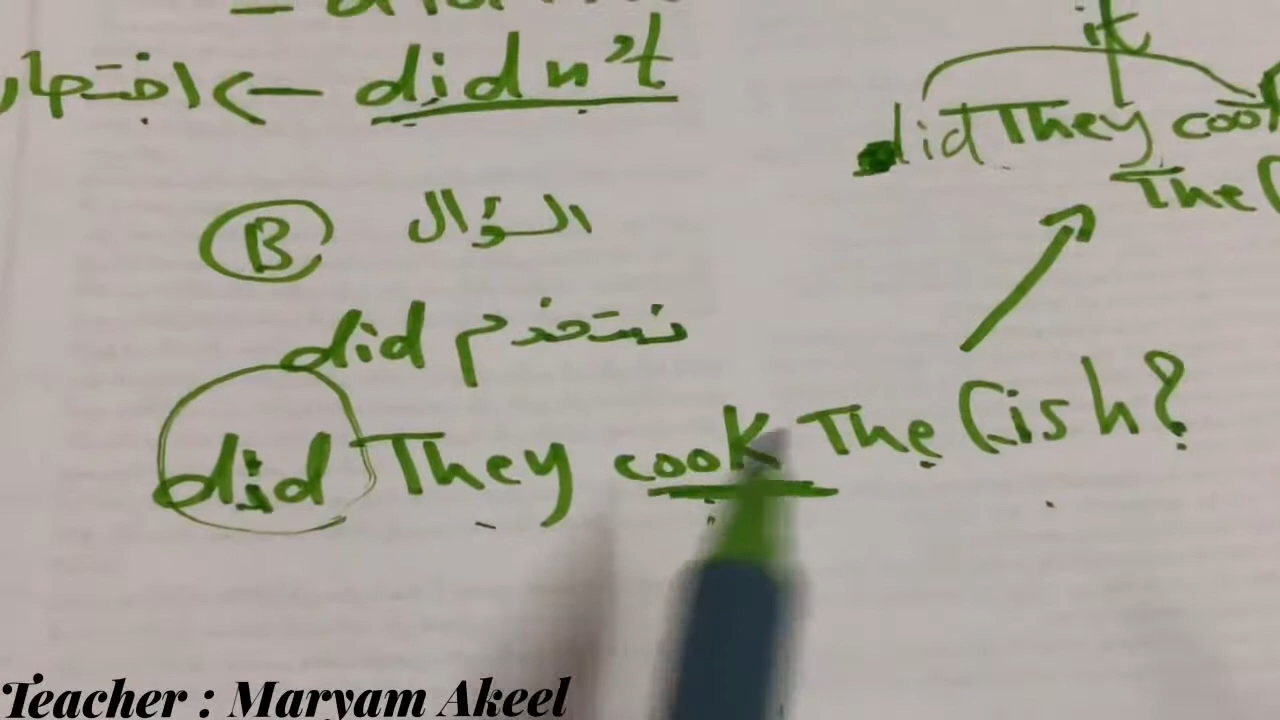 didn't ← اختصار
it
did They cook
The
B السؤال
نستخدم did
did They cook The fish?
Teacher : Maryam Akeel